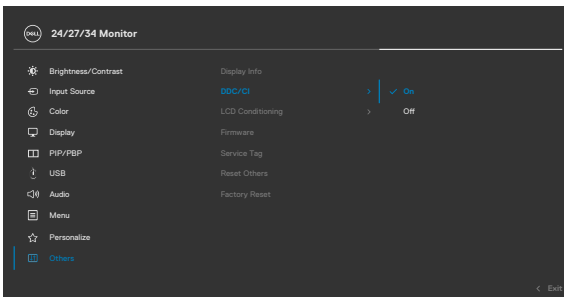 DELL 24/27/34 Monitor
Brightness/Contrast Display Info
Input Source DDC/CI > ✓ On
Color LCD Conditioning > Off
Display Firmware
PIP/PBP Service Tag
USB Reset Others
Audio Factory Reset
Menu
Personalize
Others
< Exit